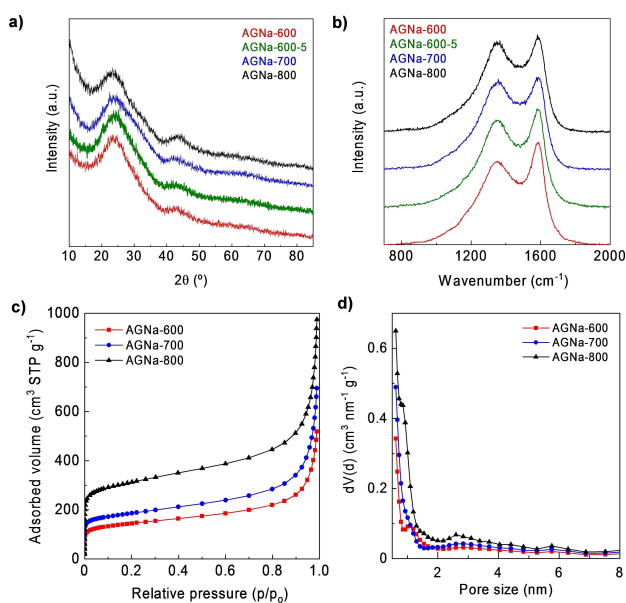 a)
AGNa-600
AGNa-600-5
AGNa-700
AGNa-800
Intensity (a.u.)
10 20 30 40 50 60 70 80
2θ (º)
b)
AGNa-600
AGNa-600-5
AGNa-700
AGNa-800
Intensity (a.u.)
800 1200 1600 2000
Wavenumber (cm⁻¹)
c)
AGNa-600
AGNa-700
AGNa-800
Adsorbed volume (cm³ STP g⁻¹)
1000
800
600
400
200
0
0.0 0.2 0.4 0.6 0.8 1.0
Relative pressure (p/pₒ)
d)
AGNa-600
AGNa-700
AGNa-800
dV(d) (cm³ nm⁻¹ g⁻¹)
0.6
0.4
0.2
0
0 2 4 6 8
Pore size (nm)